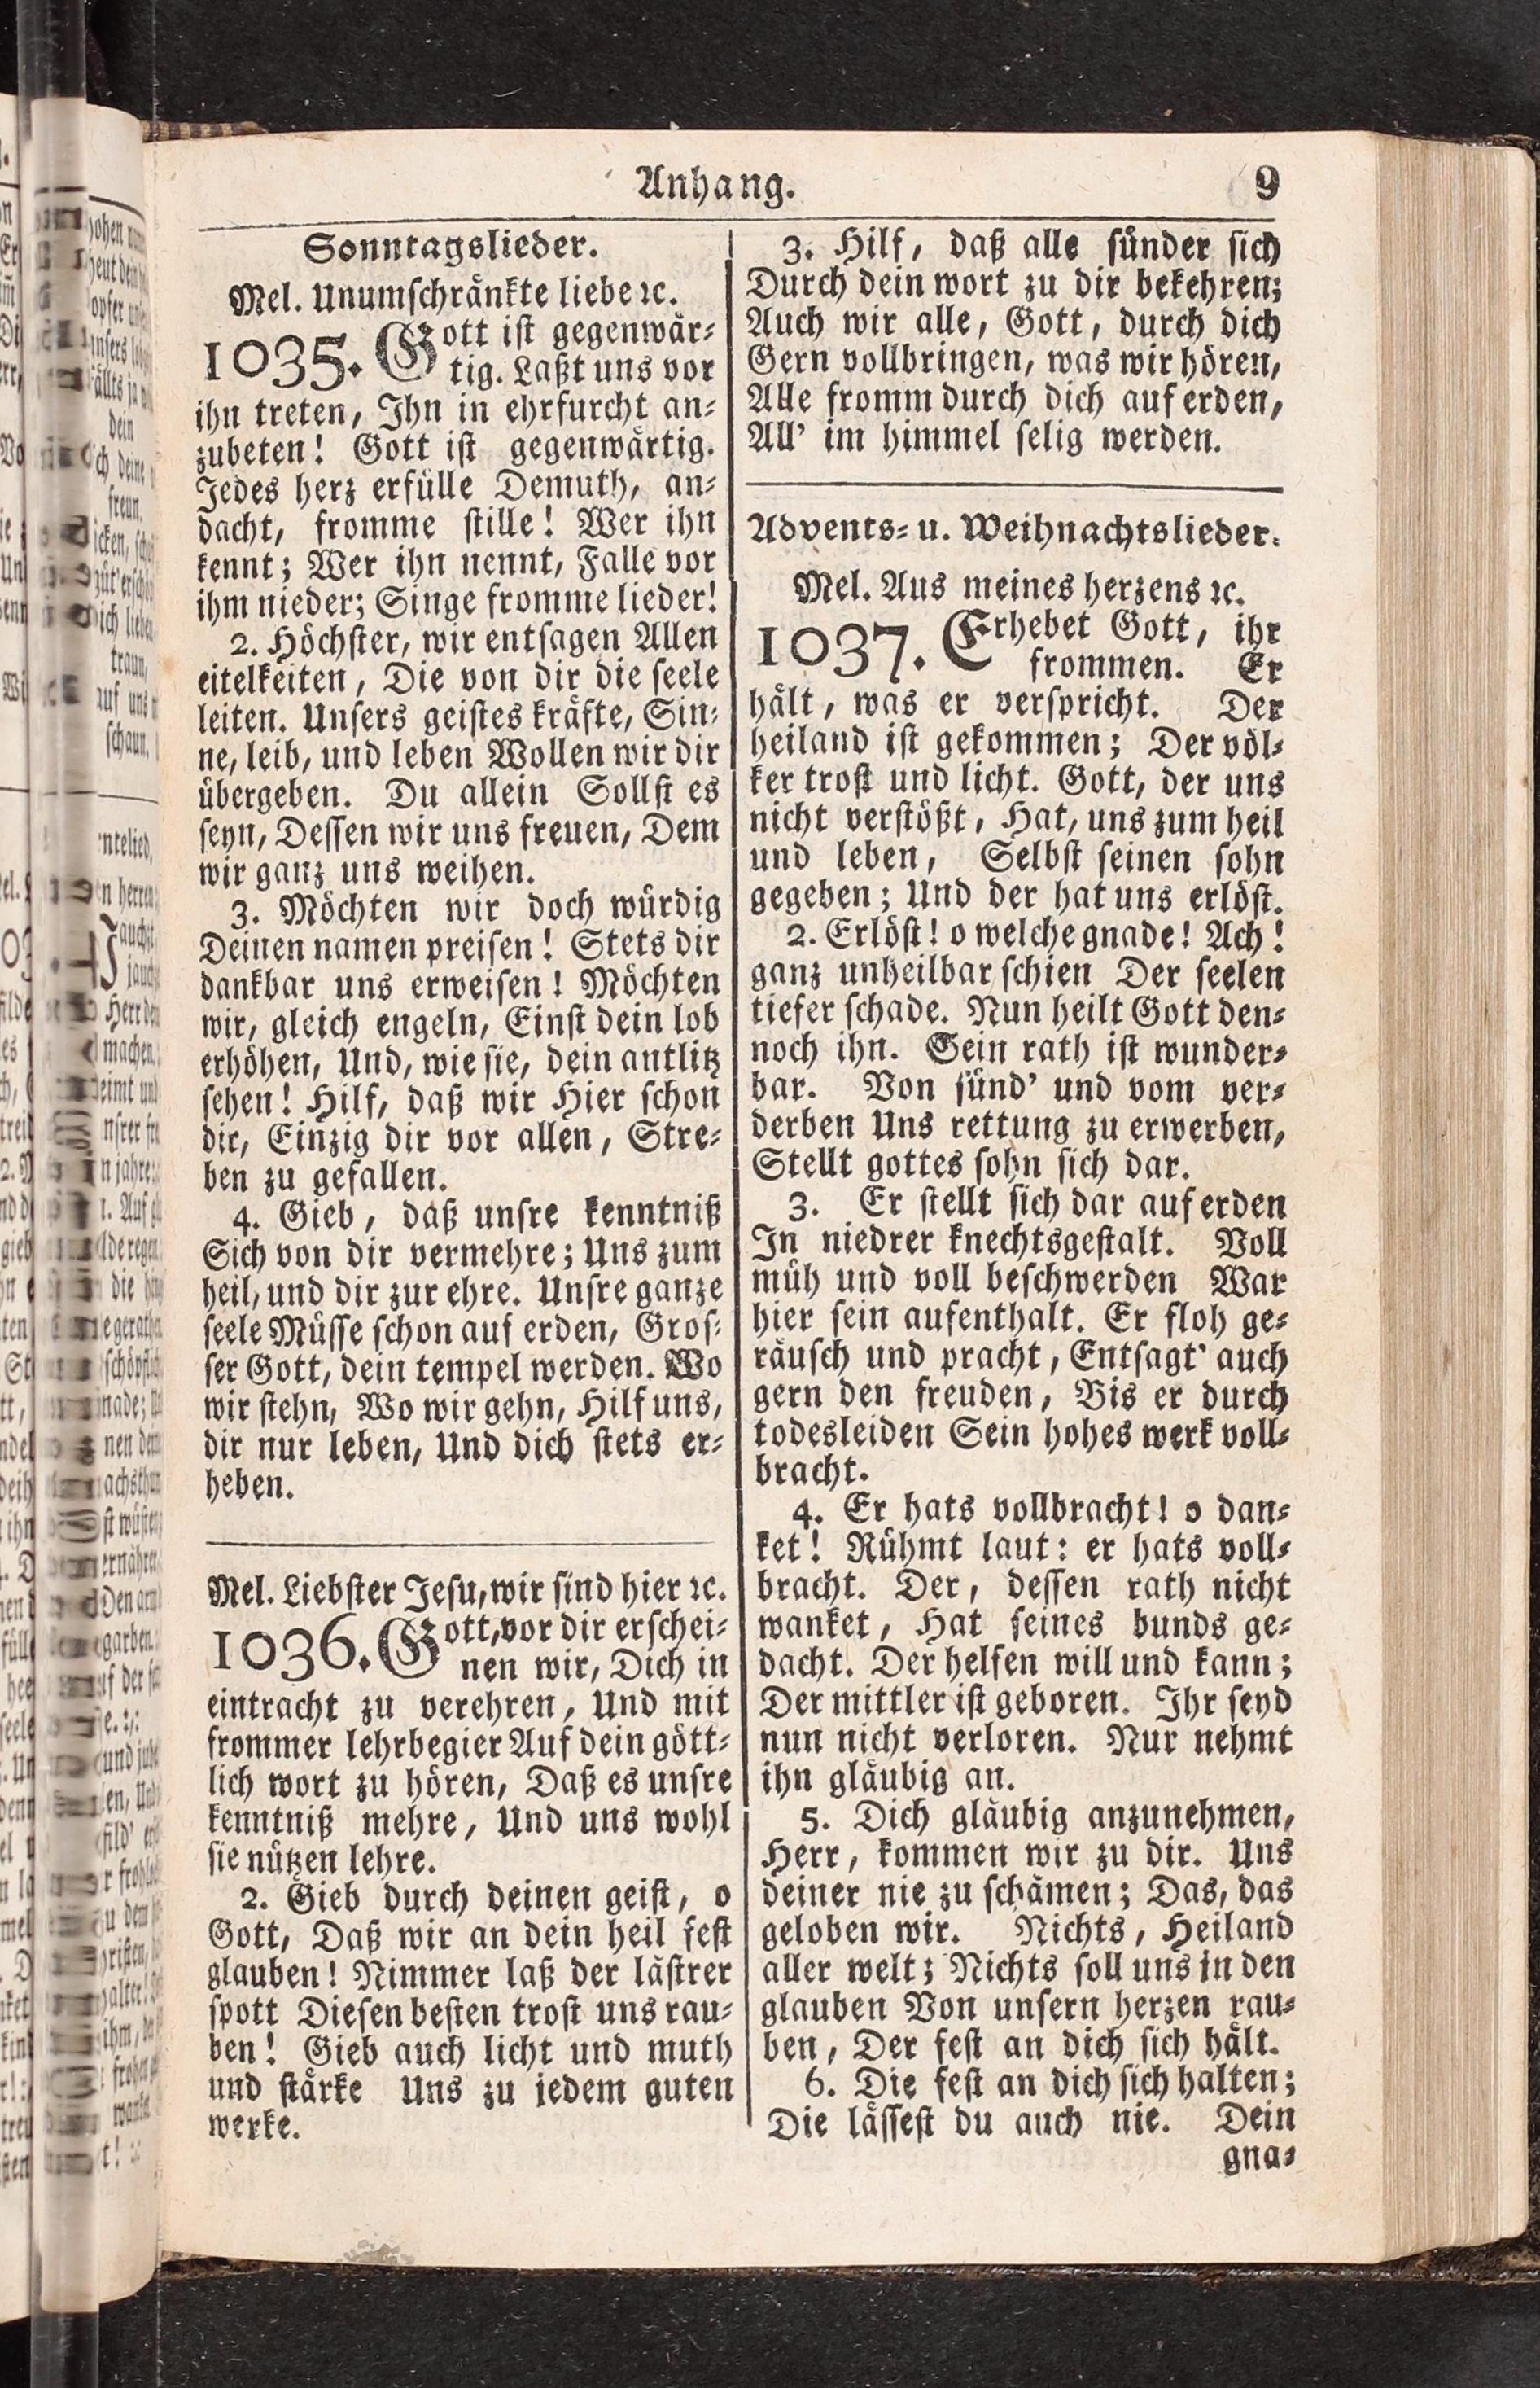 Anhang. 9
Sonntagslieder.
Mel. Unumschränkte liebe ꝛc.
1035. Gott ist gegenwär-
tig. Laßt uns vor
ihn treten, Ihn in ehrfurcht an-
zubeten! Gott ist gegenwärtig.
Jedes herz erfülle Demuth, an-
dacht, fromme stille! Wer ihn
kennt; Wer ihn nennt, Falle vor
ihm nieder; Singe fromme lieder!
2. Höchster, wir entsagen Allen
eitelkeiten, Die von dir die seele
leiten. Unsers geistes kräfte, Sin-
ne, leib, und leben Wollen wir dir
übergeben. Du allein Sollst es
seyn, Dessen wir uns freuen, Dem
wir ganz uns weihen.
3. Möchten wir doch würdig
Deinen namen preisen! Stets dir
dankbar uns erweisen! Möchten
wir, gleich engeln, Einst dein lob
erhöhen, Und, wie sie, dein antlitz
sehen! Hilf, daß wir Hier schon
dir, Einzig dir vor allen, Stre-
ben zu gefallen.
4. Gieb, daß unsre kenntniß
Sich von dir vermehre; Uns zum
heil, und dir zur ehre. Unsre ganze
seele Müsse schon auf erden, Gros-
ser Gott, dein tempel werden. Wo
wir stehn, Wo wir gehn, Hilf uns,
dir nur leben, Und dich stets er-
heben.
Mel. Liebster Jesu, wir sind hier ꝛc.
1036. Gott, vor dir erschei-
nen wir, Dich in
eintracht zu verehren, Und mit
frommer lehrbegier Auf dein gött-
lich wort zu hören, Daß es unsre
kenntniß mehre, Und uns wohl
sie nützen lehre.
2. Gieb durch deinen geist, o
Gott, Daß wir an dein heil fest
glauben! Nimmer laß der lästrer
spott Diesen besten trost uns rau-
ben! Gieb auch licht und muth
und stärke Uns zu jedem guten
werke.
3. Hilf, daß alle sünder sich
Durch dein wort zu dir bekehren;
Auch wir alle, Gott, durch dich
Gern vollbringen, was wir hören,
Alle fromm durch dich auf erden,
All' im himmel selig werden.
Advents- u. Weihnachtslieder.
Mel. Aus meines herzens ꝛc.
1037. Erhebet Gott, ihr
frommen. Er
hält, was er verspricht. Der
heiland ist gekommen; Der völ-
ker trost und licht. Gott, der uns
nicht verstößt, Hat, uns zum heil
und leben, Selbst seinen sohn
gegeben; Und der hat uns erlöst.
2. Erlöst! o welche gnade! Ach!
ganz unheilbar schien Der seelen
tiefer schade. Nun heilt Gott den-
noch ihn. Sein rath ist wunder-
bar. Von sünd' und vom ver-
derben Uns rettung zu erwerben,
Stellt gottes sohn sich dar.
3. Er stellt sich dar auf erden
In niedrer knechtsgestalt. Voll
müh und voll beschwerden War
hier sein aufenthalt. Er floh ge-
räusch und pracht, Entsagt' auch
gern den freuden, Bis er durch
todesleiden Sein hohes werk voll-
bracht.
4. Er hats vollbracht! o dan-
ket! Rühmt laut: er hats voll-
bracht. Der, dessen rath nicht
wanket, Hat seines bunds ge-
dacht. Der helfen will und kann;
Der mittler ist geboren. Ihr seyd
nun nicht verloren. Nur nehmt
ihn gläubig an.
5. Dich gläubig anzunehmen,
Herr, kommen wir zu dir. Uns
deiner nie zu schämen; Das, das
geloben wir. Nichts, Heiland
aller welt; Nichts soll uns in den
glauben Von unsern herzen rau-
ben, Der fest an dich sich hält.
6. Die fest an dich sich halten;
Die lässest du auch nie. Dein
gna-